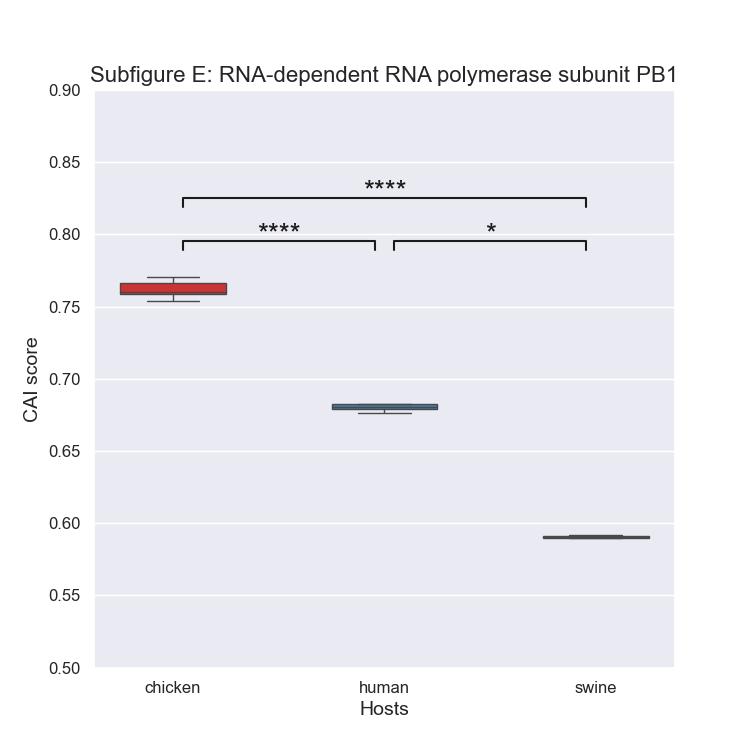 Subfigure E: RNA-dependent RNA polymerase subunit PB1
0.90
0.85
****
0.80
**** *
0.75
0.70
CAI score
0.65
0.60
0.55
0.50
chicken human swine
Hosts